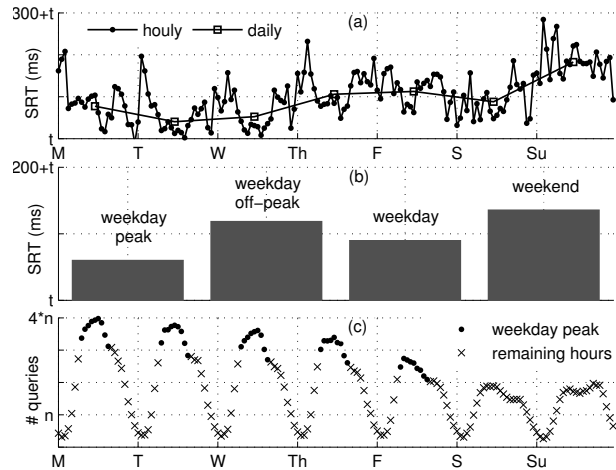 300+t
houly
daily
(a)
SRT (ms)
t
M T W Th F S Su
200+t
(b)
weekday
peak
weekday
off−peak
weekday
weekend
SRT (ms)
t
4*n
(c)
weekday peak
remaining hours
# queries
n
M T W Th F S Su